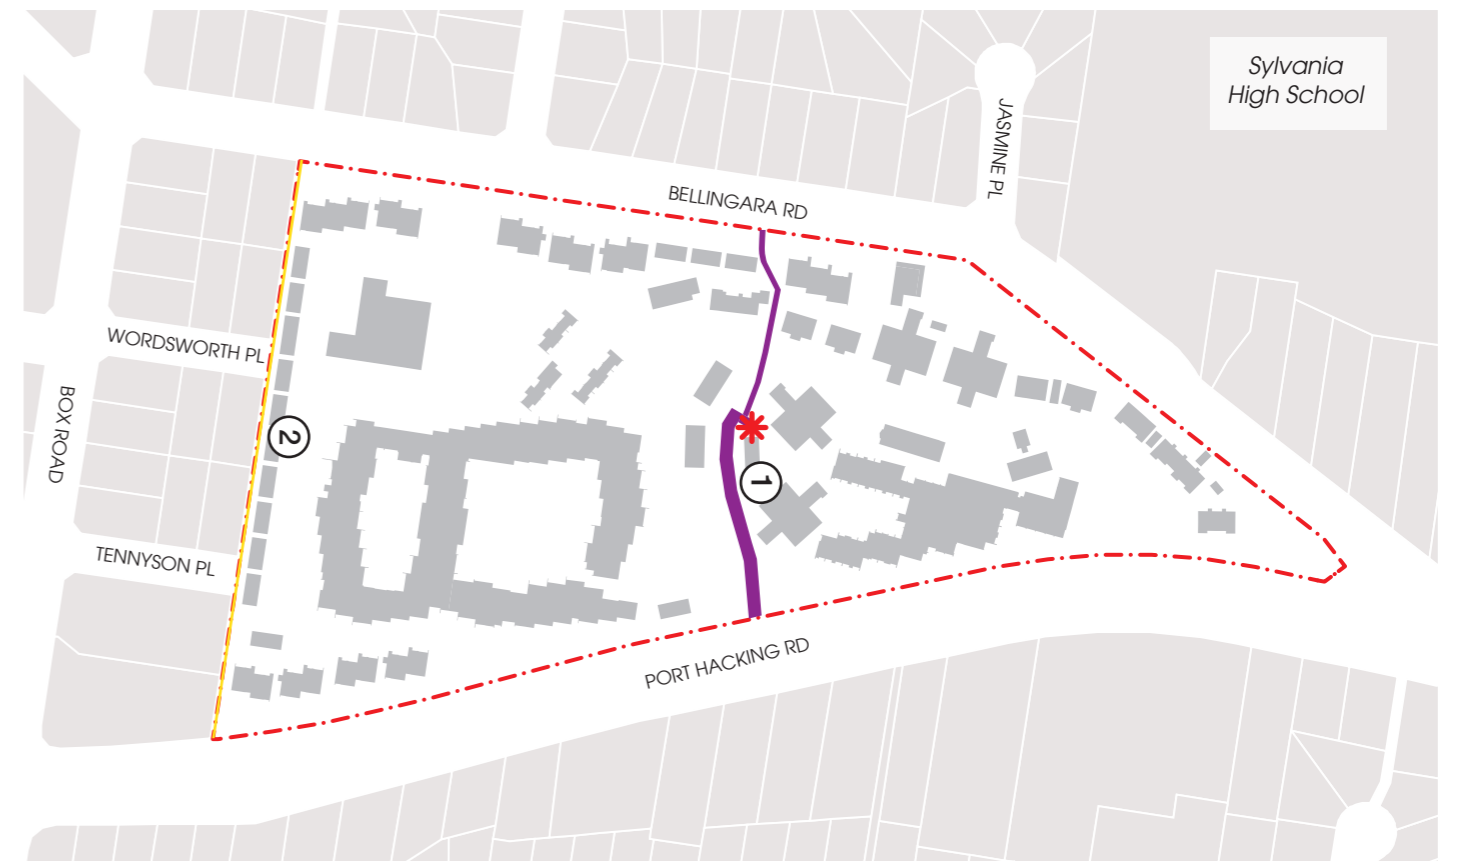 Sylvania
High School
JASMINE PL
BELLINGARA RD
WORDSWORTH PL
BOX ROAD
2
1
TENNYSON PL
PORT HACKING RD